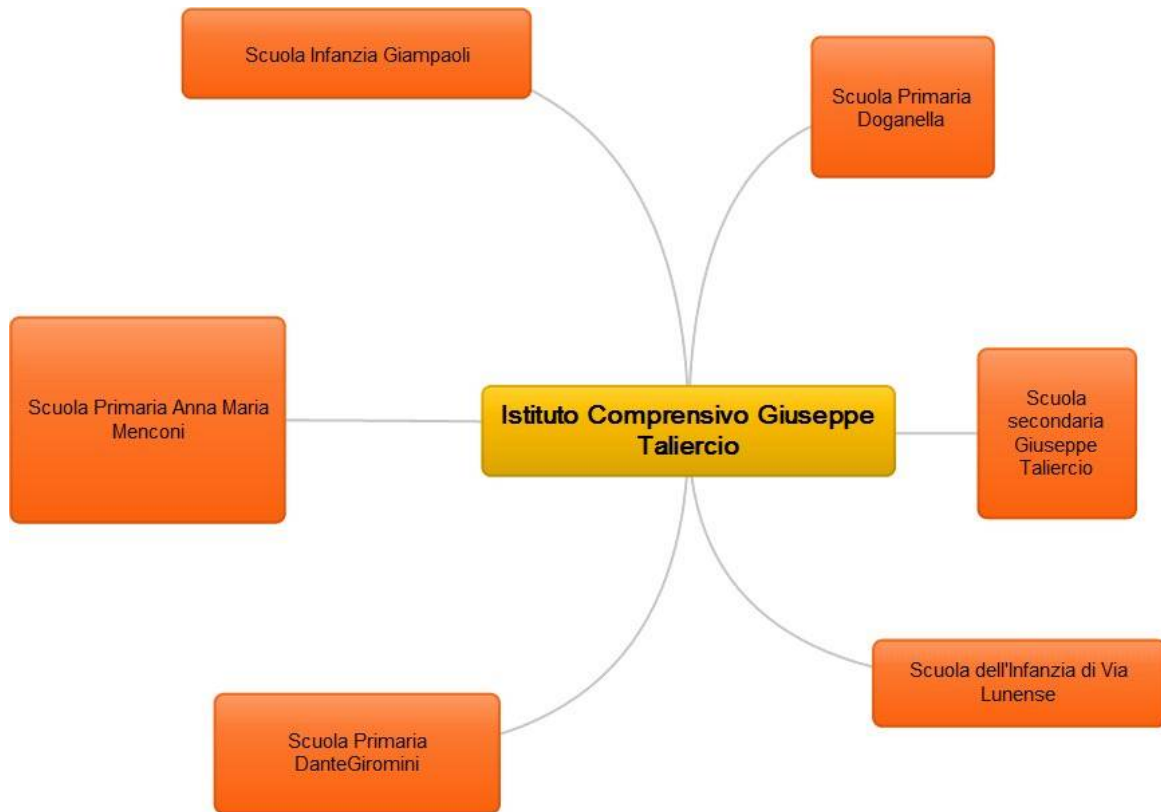 Scuola Infanzia Giampaoli
Scuola Primaria
Doganella
Scuola Primaria Anna Maria
Menconi
Istituto Comprensivo Giuseppe
Taliercio
Scuola
secondaria
Giuseppe
Taliercio
Scuola dell'Infanzia di Via
Lunense
Scuola Primaria
DanteGiromini